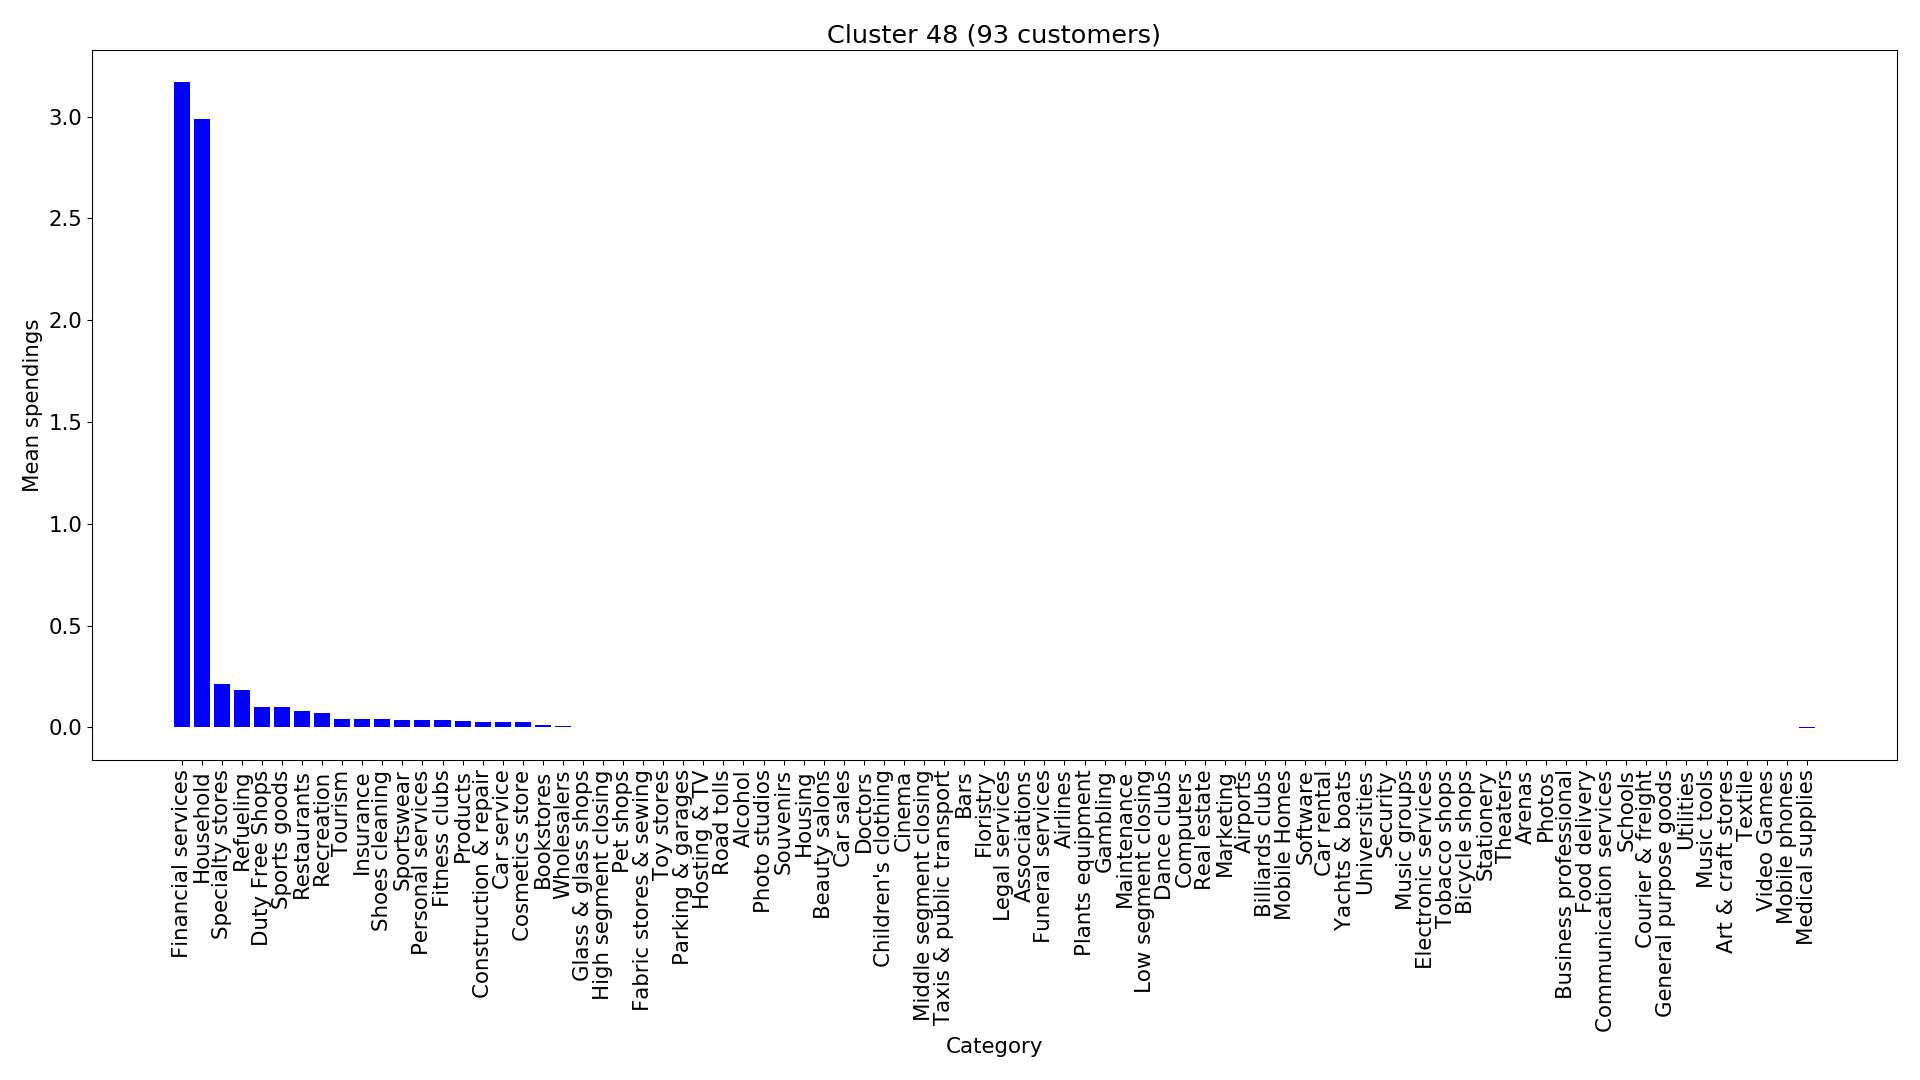 Cluster 48 (93 customers)
Mean spendings
3.0
2.5
2.0
1.5
1.0
0.5
0.0
Financial services
Household
Specialty stores
Refueling
Duty Free Shops
Sports goods
Restaurants
Recreation
Tourism
Insurance
Shoes cleaning
Sportswear
Personal services
Fitness clubs
Products
Construction & repair
Car service
Cosmetics store
Bookstores
Wholesalers
Glass & glass shops
High segment closing
Pet shops
Fabric stores & sewing
Toy stores
Parking & garages
Hosting & TV
Road tolls
Alcohol
Photo studios
Souvenirs
Housing
Beauty salons
Car sales
Doctors
Children's clothing
Cinema
Middle segment closing
Taxis & public transport
Bars
Floristry
Legal services
Associations
Funeral services
Airlines
Plants equipment
Gambling
Maintenance
Low segment closing
Dance clubs
Computers
Real estate
Marketing
Airports
Billiards clubs
Mobile Homes
Software
Car rental
Yachts & boats
Universities
Security
Music groups
Electronic services
Tobacco shops
Bicycle shops
Stationery
Theaters
Arenas
Photos
Business professional
Food delivery
Communication services
Schools
Courier & freight
General purpose goods
Utilities
Music tools
Art & craft stores
Textile
Video Games
Mobile phones
Medical supplies
Category